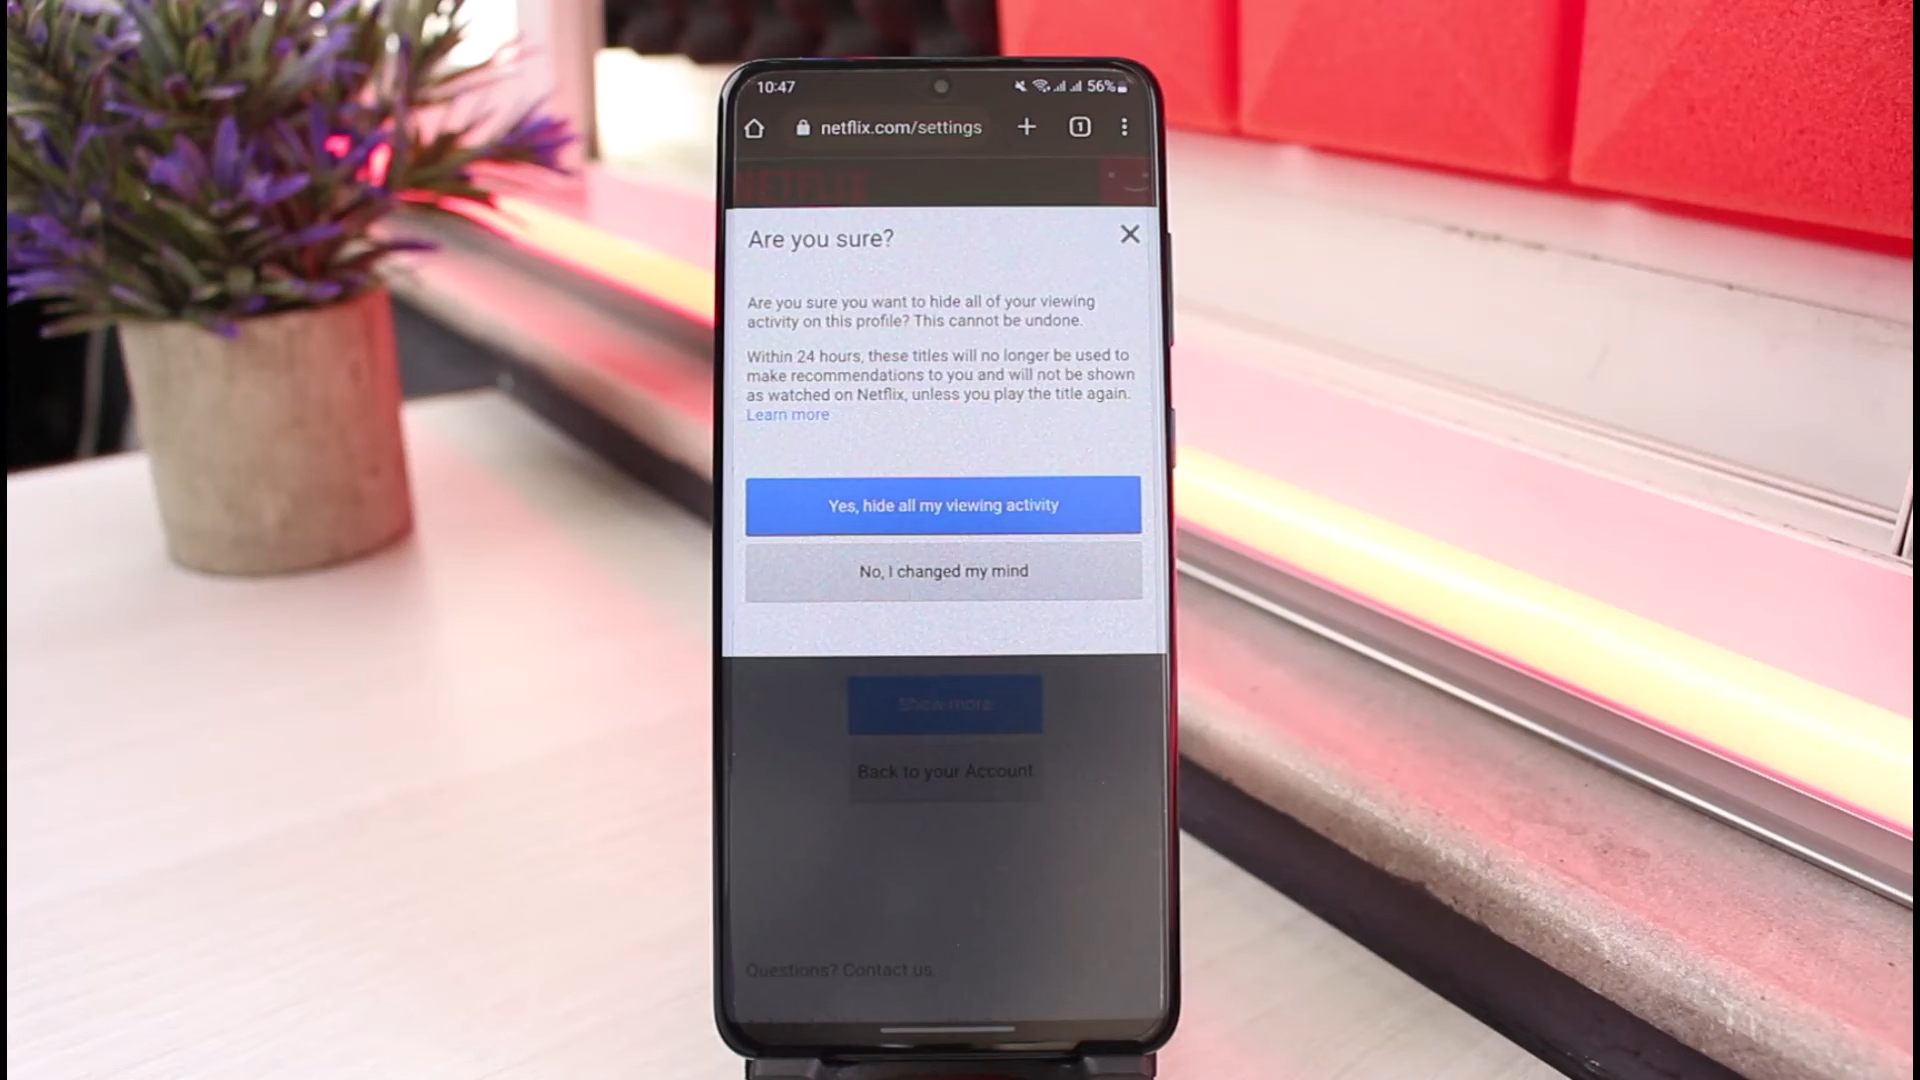 10:47
56%
netflix.com/settings
1
NETFLIX
Are you sure?
Are you sure you want to hide all of your viewing
activity on this profile? This cannot be undone.
Within 24 hours, these titles will no longer be used to
make recommendations to you and will not be shown
as watched on Netflix, unless you play the title again.
Learn more
Yes, hide all my viewing activity
No, I changed my mind
Show more
Back to your Account
Questions? Contact us.